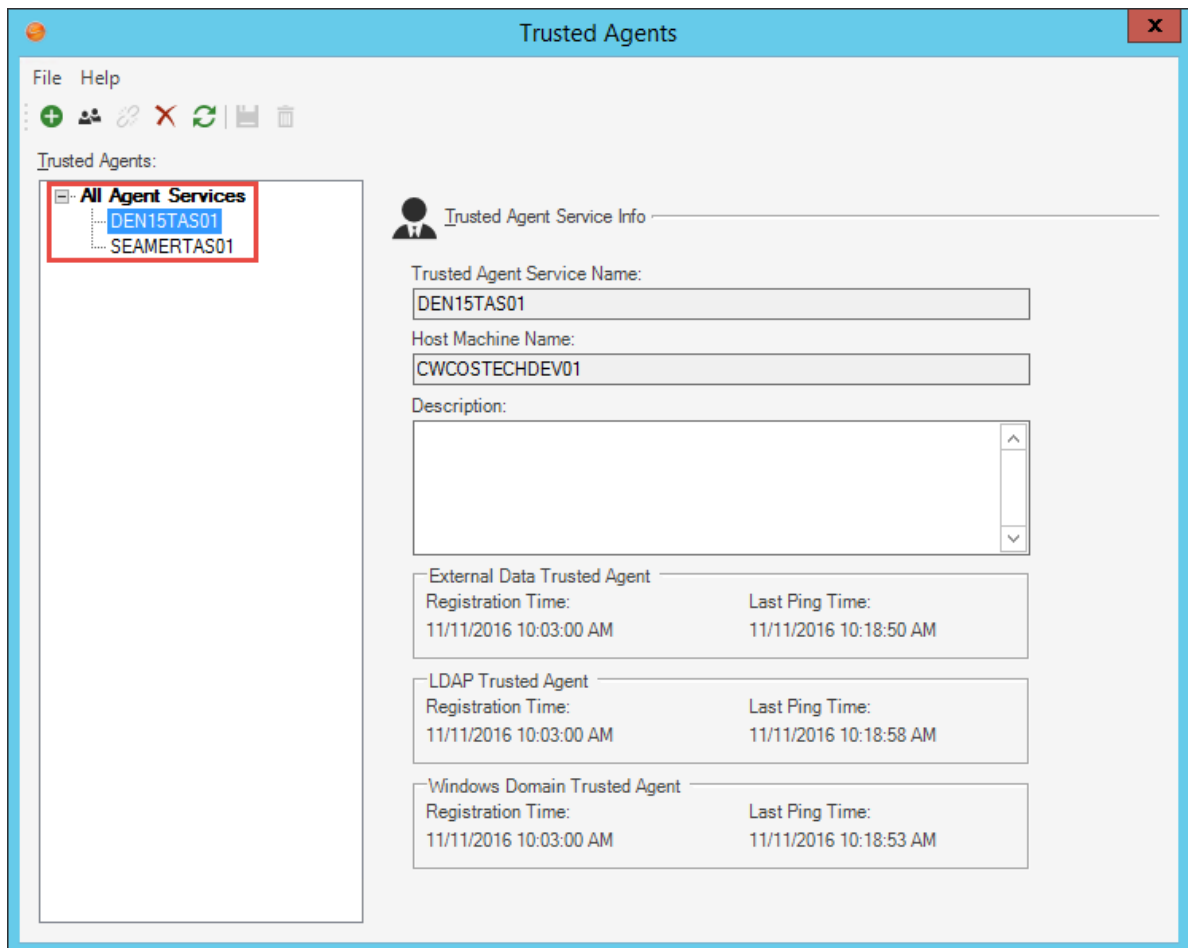 Trusted Agents
x
File Help
Trusted Agents:
All Agent Services
DEN15TAS01
SEAMERTAS01
Trusted Agent Service Info
Trusted Agent Service Name:
DEN15TAS01
Host Machine Name:
CWCOSTECHDEV01
Description:
External Data Trusted Agent
Registration Time: Last Ping Time:
11/11/2016 10:03:00 AM 11/11/2016 10:18:50 AM
LDAP Trusted Agent
Registration Time: Last Ping Time:
11/11/2016 10:03:00 AM 11/11/2016 10:18:58 AM
Windows Domain Trusted Agent
Registration Time: Last Ping Time:
11/11/2016 10:03:00 AM 11/11/2016 10:18:53 AM